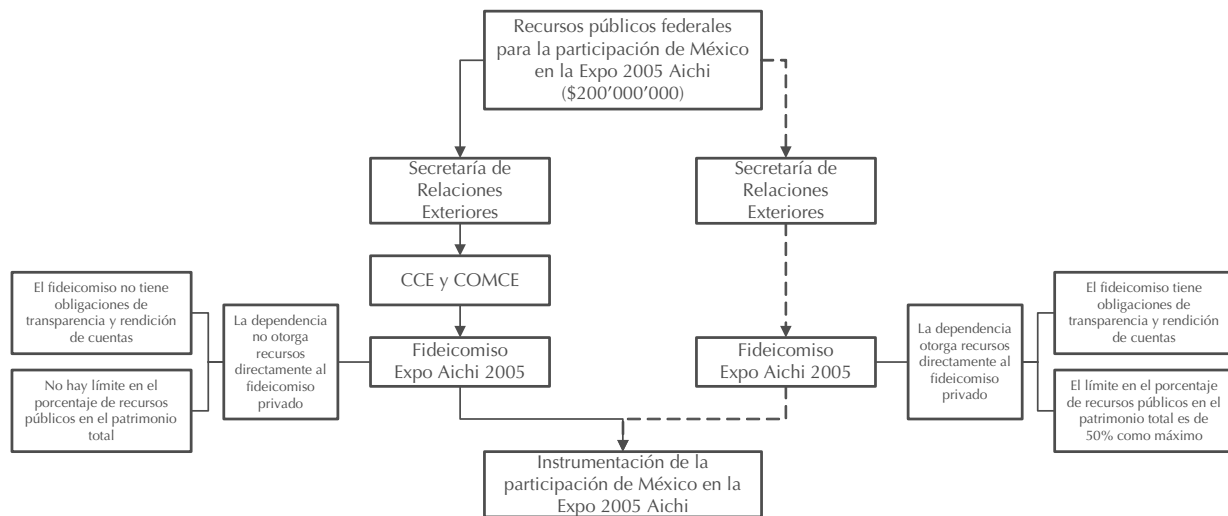 Recursos públicos federales
para la participación de México
en la Expo 2005 Aichi
($200’000’000)
Secretaría de
Relaciones
Exteriores
Secretaría de
Relaciones
Exteriores
CCE y COMCE
El fideicomiso no tiene
obligaciones de
transparencia y rendición
de cuentas
No hay límite en el
porcentaje de recursos
públicos en el patrimonio
total
La dependencia
no otorga
recursos
directamente al
fideicomiso
privado
Fideicomiso
Expo Aichi 2005
Fideicomiso
Expo Aichi 2005
La dependencia
otorga recursos
directamente al
fideicomiso
privado
El fideicomiso tiene
obligaciones de
transparencia y rendición
de cuentas
El límite en el porcentaje
de recursos públicos en el
patrimonio total es de
50% como máximo
Instrumentación de la
participación de México en la
Expo 2005 Aichi